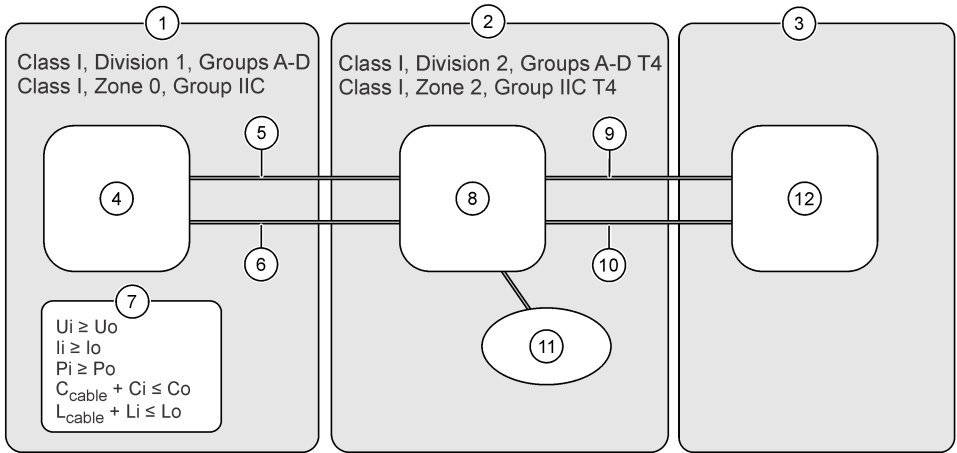 1
2
3
Class I, Division 1, Groups A-D
Class I, Zone 0, Group IIC
Class I, Division 2, Groups A-D T4
Class I, Zone 2, Group IIC T4
5
9
4
8
12
6
10
7
Ui ≥ Uo
Ii ≥ Io
Pi ≥ Po
Ccable + Ci ≤ Co
Lcable + Li ≤ Lo
11